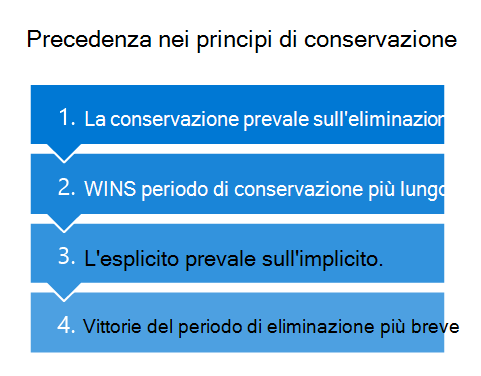 Precedenza nei principi di conservazione
1. La conservazione prevale sull'eliminazion
2. WINS periodo di conservazione più lungo
3. L'esplicito prevale sull'implicito.
4. Vittorie del periodo di eliminazione più breve